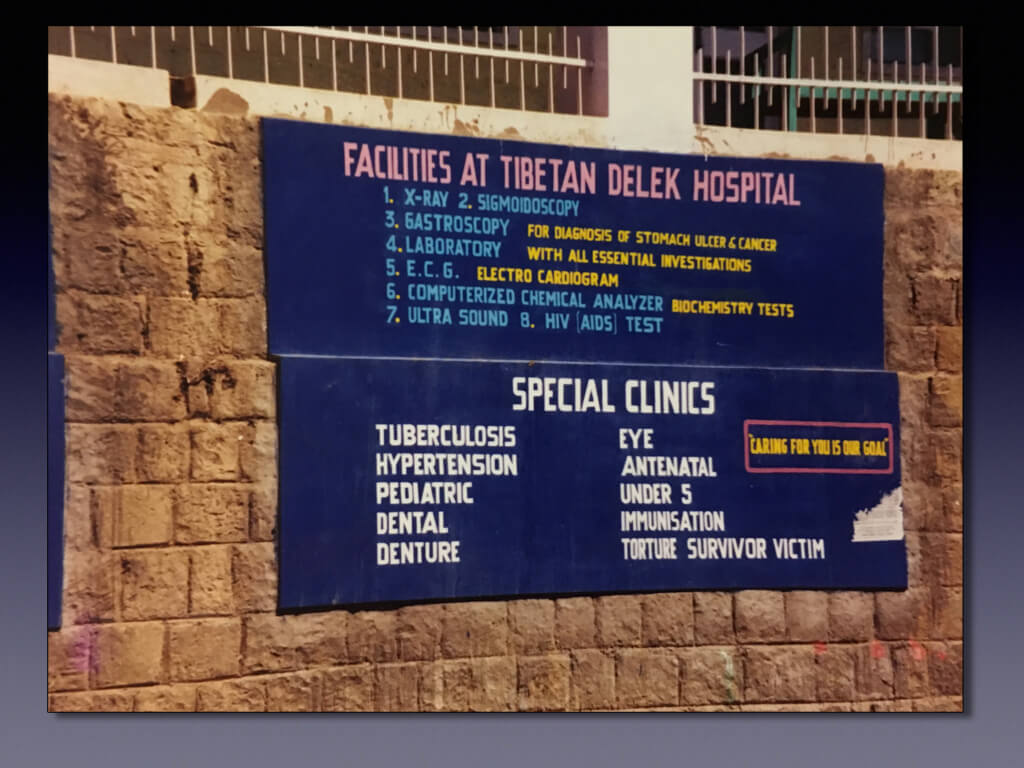 FACILITIES AT TIBETAN DELEK HOSPITAL
1. X-RAY 2. SIGMOIDOSCOPY
3. GASTROSCOPY FOR DIAGNOSIS OF STOMACH ULCER & CANCER
4. LABORATORY WITH ALL ESSENTIAL INVESTIGATIONS
5. E.C.G. ELECTRO CARDIOGRAM
6. COMPUTERIZED CHEMICAL ANALYZER BIOCHEMISTRY TESTS
7. ULTRA SOUND 8. HIV (AIDS) TEST
SPECIAL CLINICS
TUBERCULOSIS
HYPERTENSION
PEDIATRIC
DENTAL
DENTURE
EYE
ANTENATAL
UNDER 5
IMMUNISATION
TORTURE SURVIVOR VICTIM
"CARING FOR YOU IS OUR GOAL"